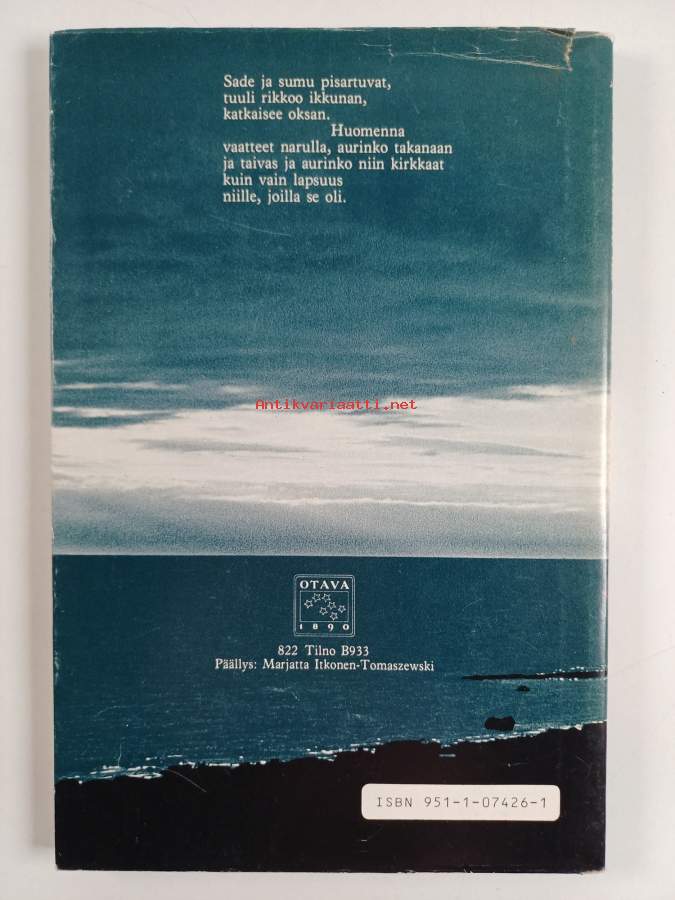 Sade ja sumu pisartuvat,
tuuli rikkoo ikkunan,
katkaisee oksan.
Huomenna
vaatteet narulla, aurinko takanaan
ja taivas ja aurinko niin kirkkaat
kuin vain lapsuus
niille, joilla se oli.
Antikvariaatti.net
OTAVA
1890
822 Tilno B933
Päällys: Marjatta Itkonen-Tomaszewski
ISBN 951-1-07426-1